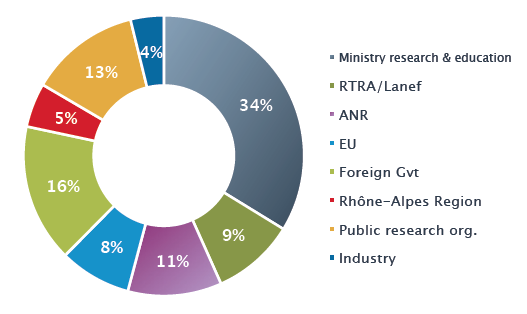 4%
13%
34%
5%
16%
9%
8%
11%
Ministry research & education
RTRA/Lanef
ANR
EU
Foreign Gvt
Rhône-Alpes Region
Public research org.
Industry